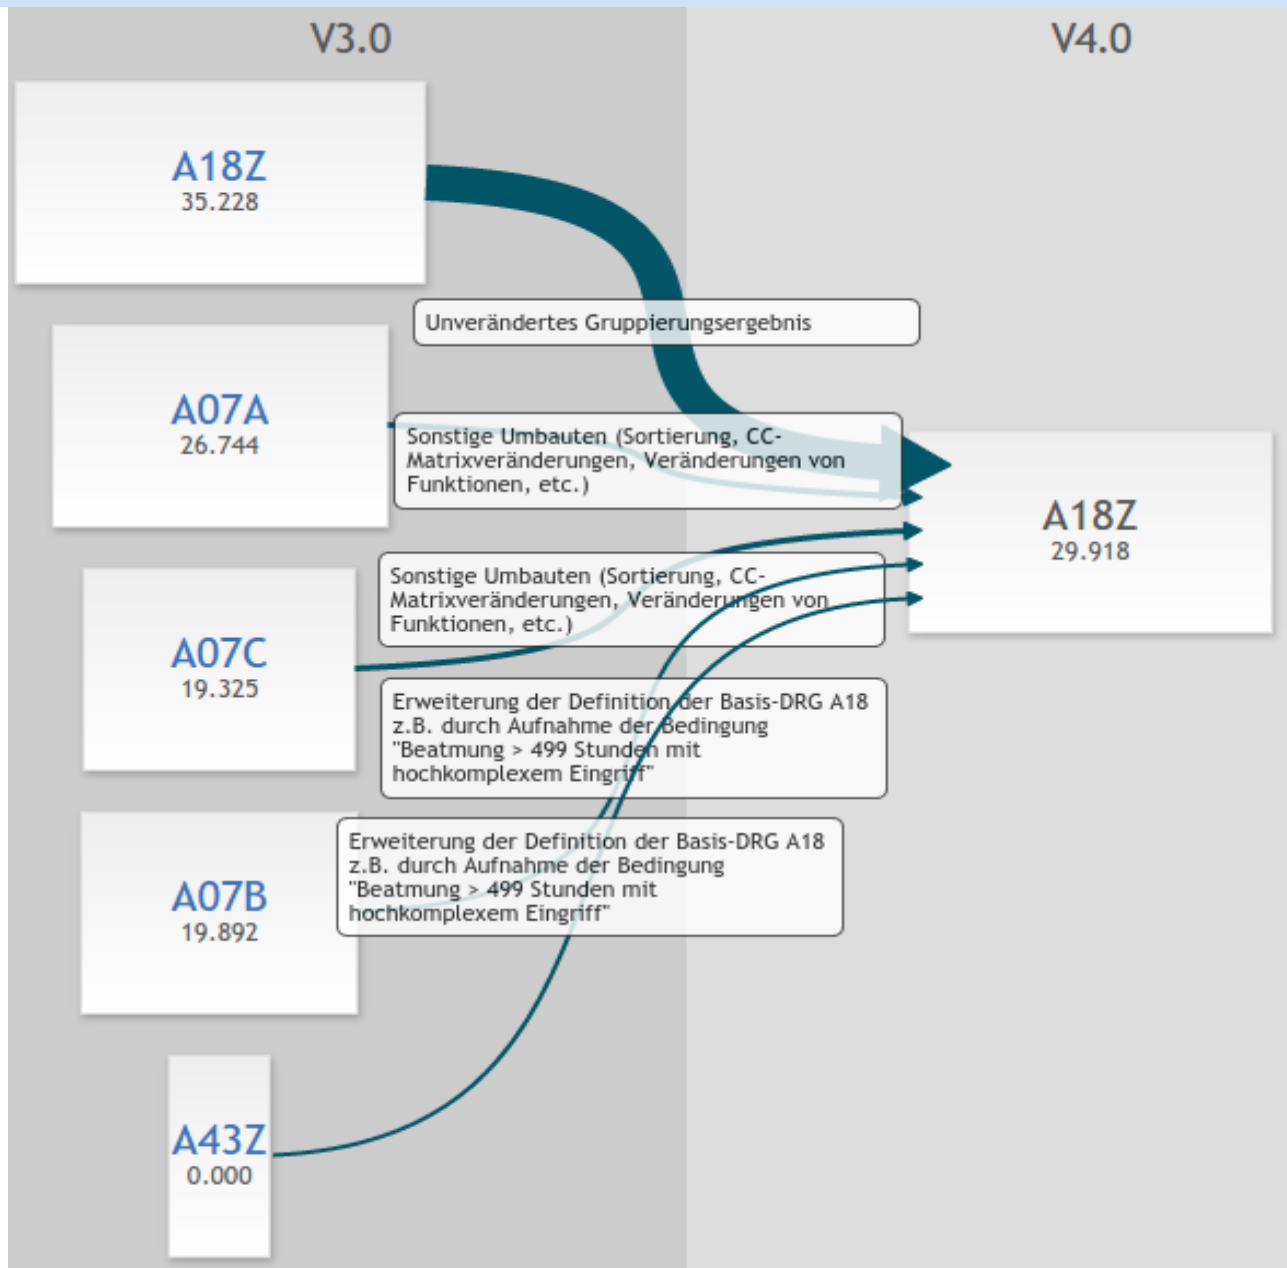 V3.0
V4.0
A18Z
35.228
Unverändertes Gruppierungsergebnis
A07A
26.744
Sonstige Umbauten (Sortierung, CC-
Matrixveränderungen, Veränderungen von
Funktionen, etc.)
A18Z
29.918
Sonstige Umbauten (Sortierung, CC-
Matrixveränderungen, Veränderungen von
Funktionen, etc.)
A07C
19.325
Erweiterung der Definition der Basis-DRG A18
z.B. durch Aufnahme der Bedingung
"Beatmung > 499 Stunden mit
hochkomplexem Eingriff"
A07B
19.892
Erweiterung der Definition der Basis-DRG A18
z.B. durch Aufnahme der Bedingung
"Beatmung > 499 Stunden mit
hochkomplexem Eingriff"
A43Z
0.000